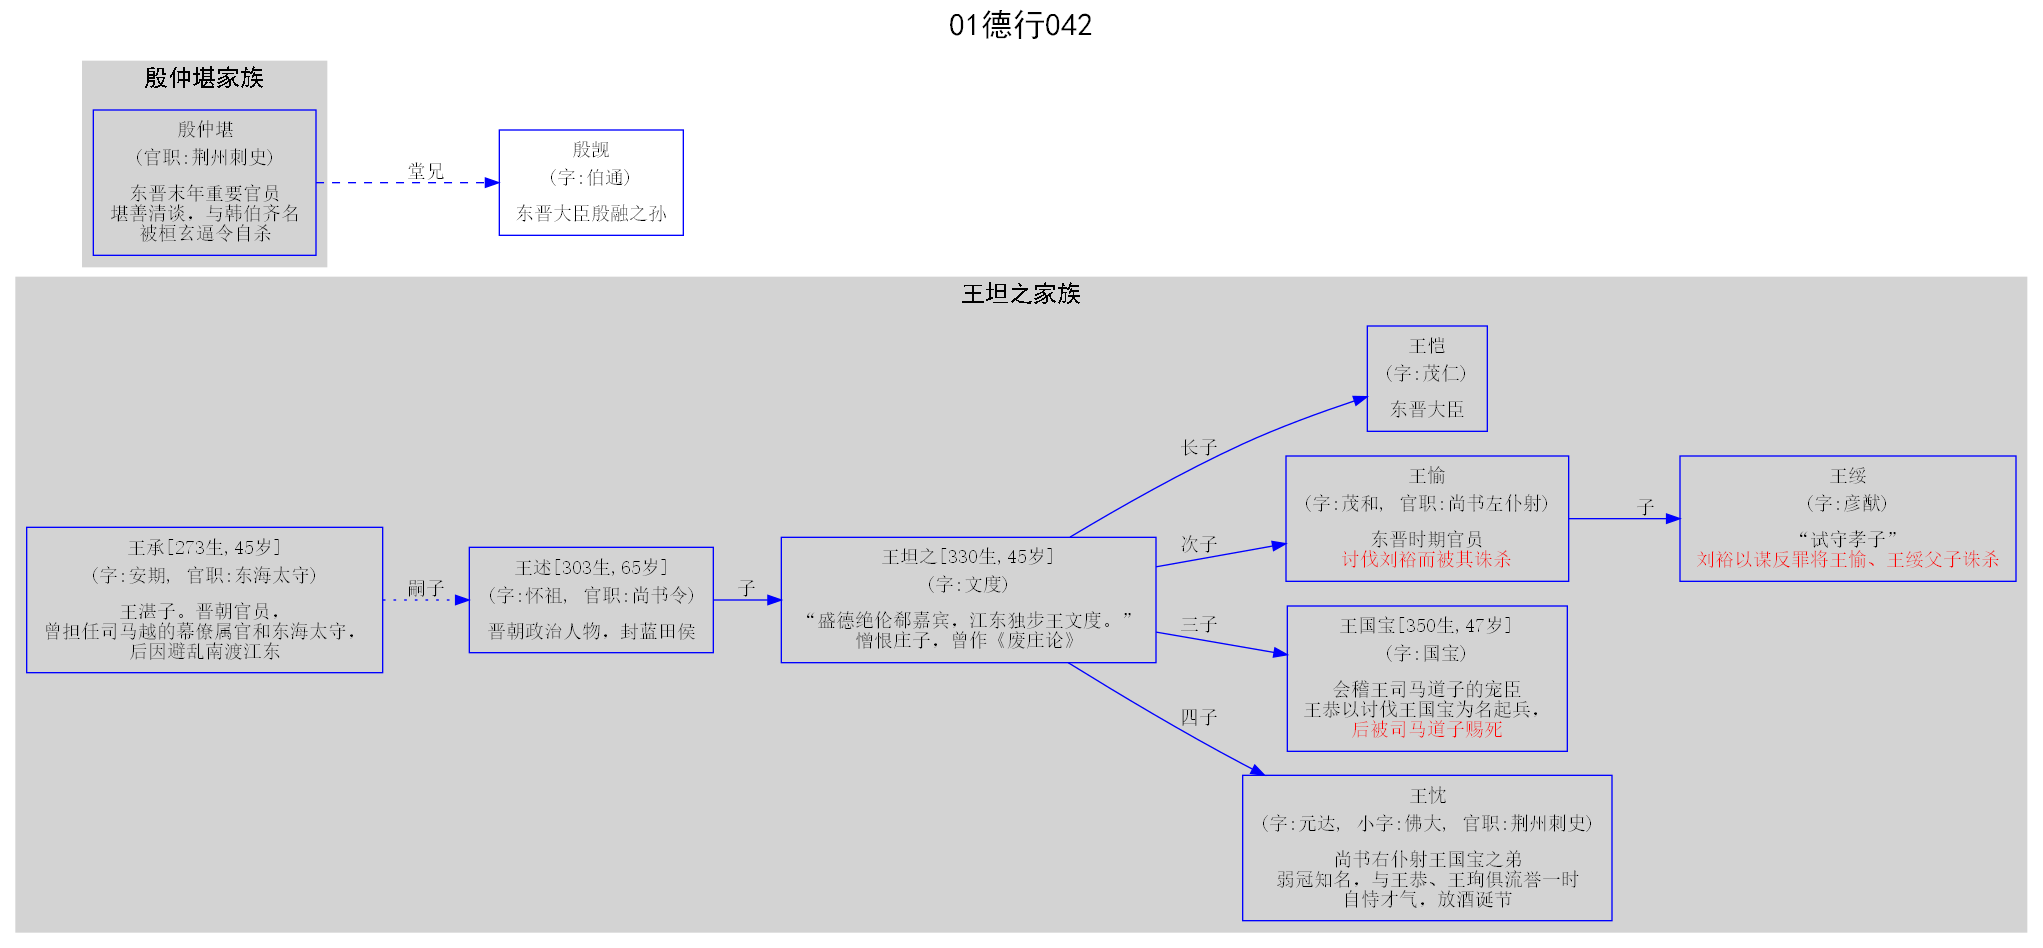 01德行042
殷仲堪家族
殷仲堪
(官职:荆州刺史)
东晋末年重要官员
堪善清谈，与韩伯齐名
被桓玄逼令自杀
堂兄
殷觊
(字:伯通)
东晋大臣殷融之孙
王坦之家族
王承[273生,45岁]
(字:安期, 官职:东海太守)
王湛子。晋朝官员，
曾担任司马越的幕僚属官和东海太守，
后因避乱南渡江东
嗣子
王述[303生,65岁]
(字:怀祖, 官职:尚书令)
晋朝政治人物，封蓝田侯
子
王坦之[330生,45岁]
(字:文度)
“盛德绝伦郗嘉宾，江东独步王文度。”
憎恨庄子，曾作《废庄论》
长子
王恺
(字:茂仁)
东晋大臣
次子
王愉
(字:茂和, 官职:尚书左仆射)
东晋时期官员
讨伐刘裕而被其诛杀
子
王绥
(字:彦猷)
“试守孝子”
刘裕以谋反罪将王愉、王绥父子诛杀
三子
王国宝[350生,47岁]
(字:国宝)
会稽王司马道子的宠臣
王恭以讨伐王国宝为名起兵，
后被司马道子赐死
四子
王忱
(字:元达, 小字:佛大, 官职:荆州刺史)
尚书右仆射王国宝之弟
弱冠知名，与王恭、王珣俱流誉一时
自恃才气，放酒诞节